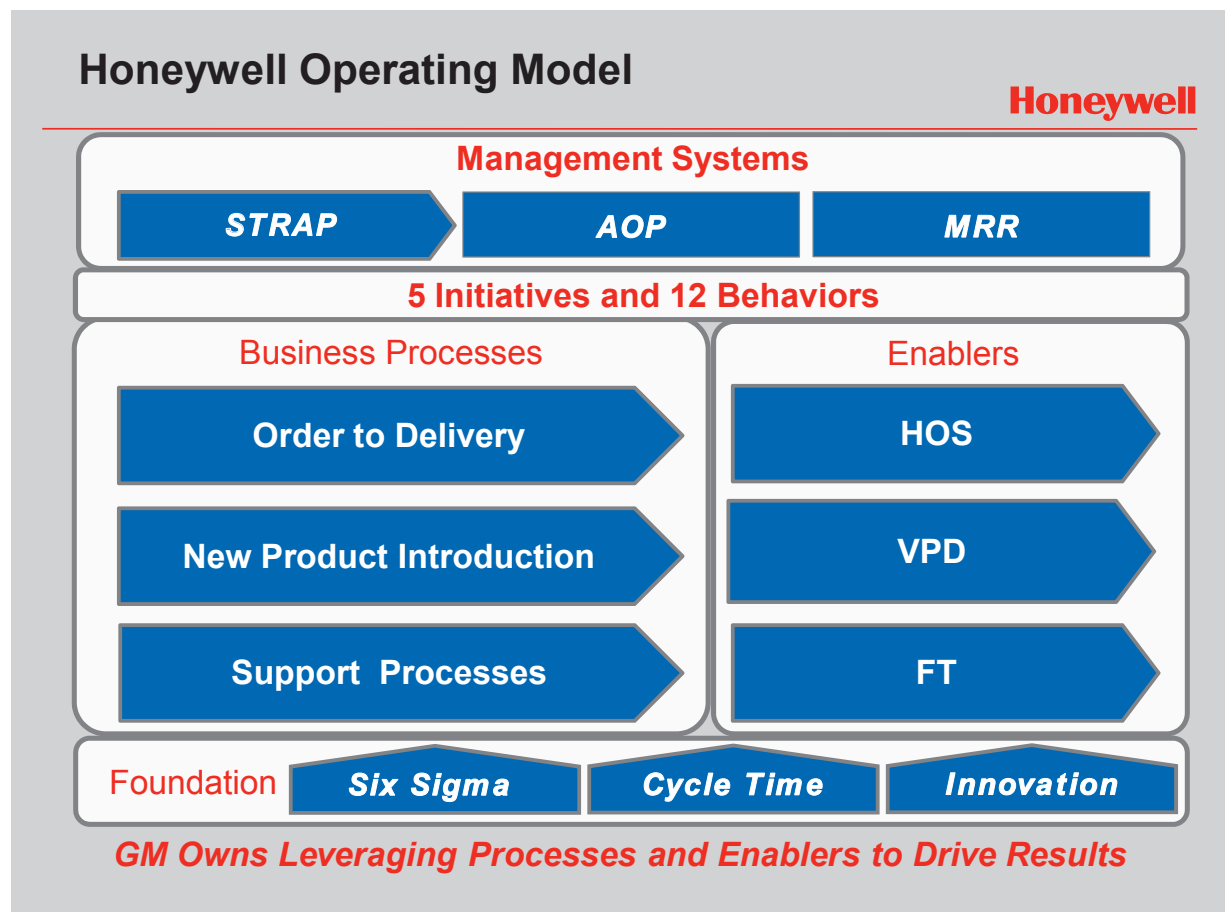 Honeywell Operating Model
Honeywell
Management Systems
STRAP
AOP
MRR
5 Initiatives and 12 Behaviors
Business Processes
Order to Delivery
New Product Introduction
Support Processes
Enablers
HOS
VPD
FT
Foundation
Six Sigma
Cycle Time
Innovation
GM Owns Leveraging Processes and Enablers to Drive Results